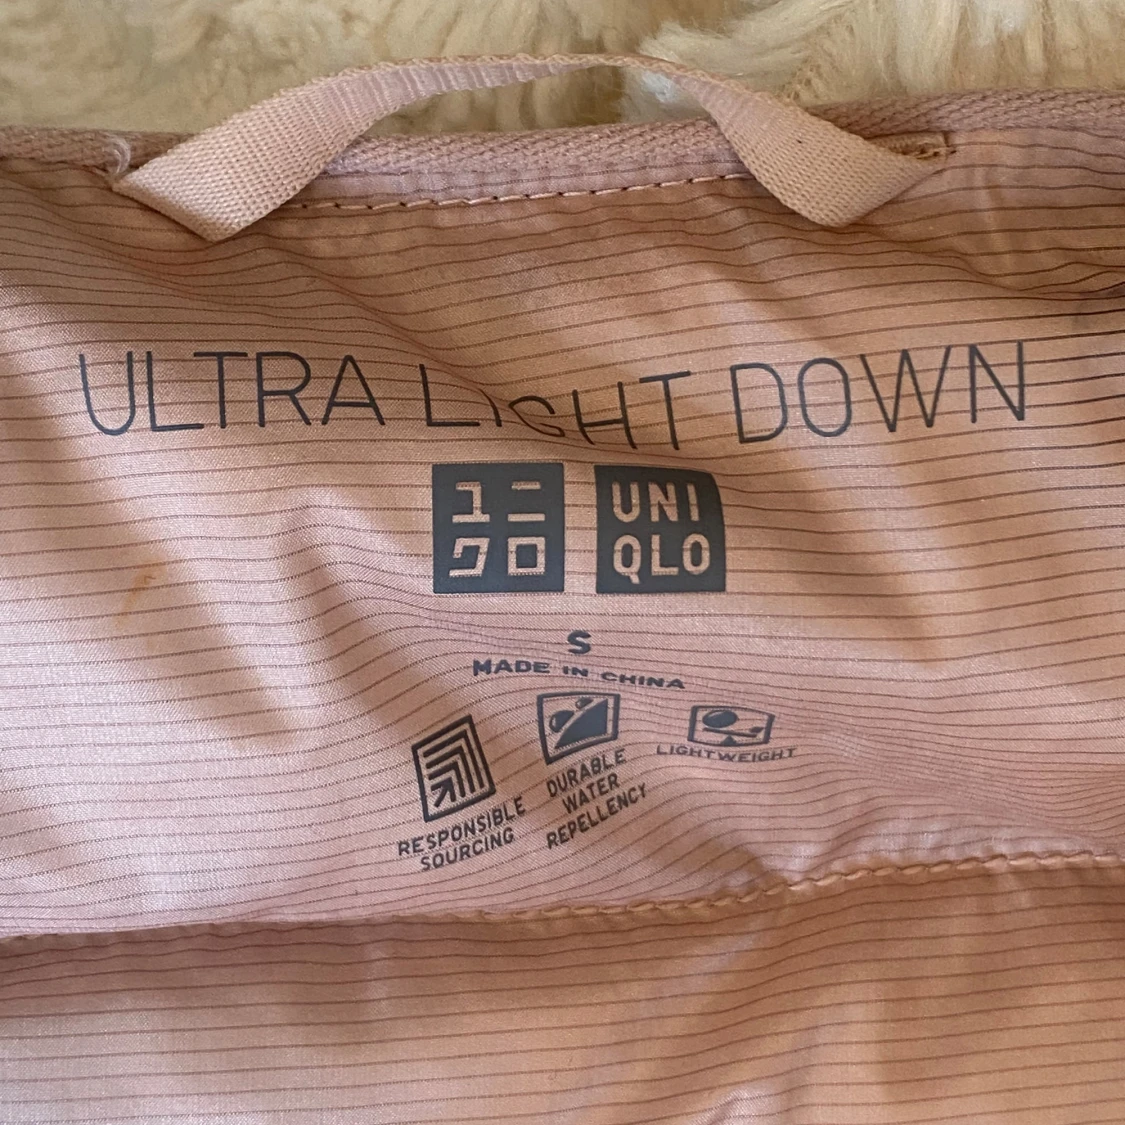 ULTRA LIGHT DOWN
ユニ UNI
クロ QLO
S
MADE IN CHINA
RESPONSIBLE
SOURCING
DURABLE
WATER
REPELLENCY
LIGHTWEIGHT